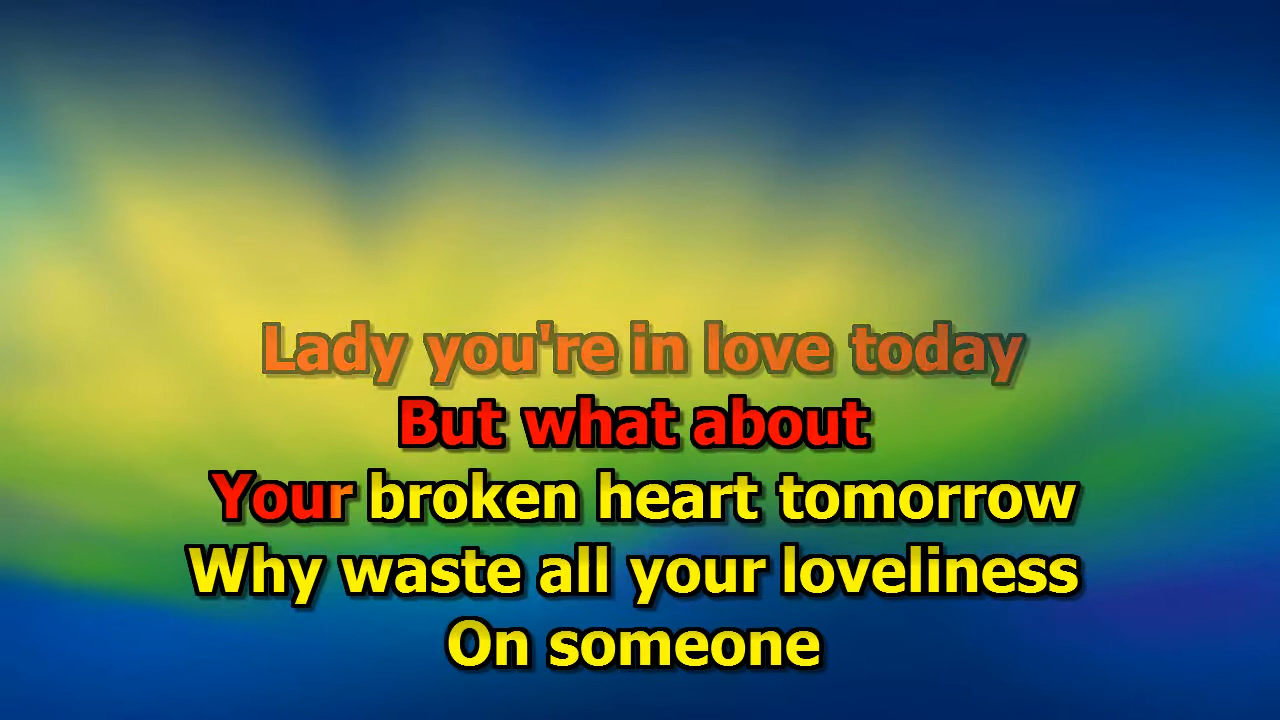 Lady you're in love today
But what about
Your broken heart tomorrow
Why waste all your loveliness
On someone